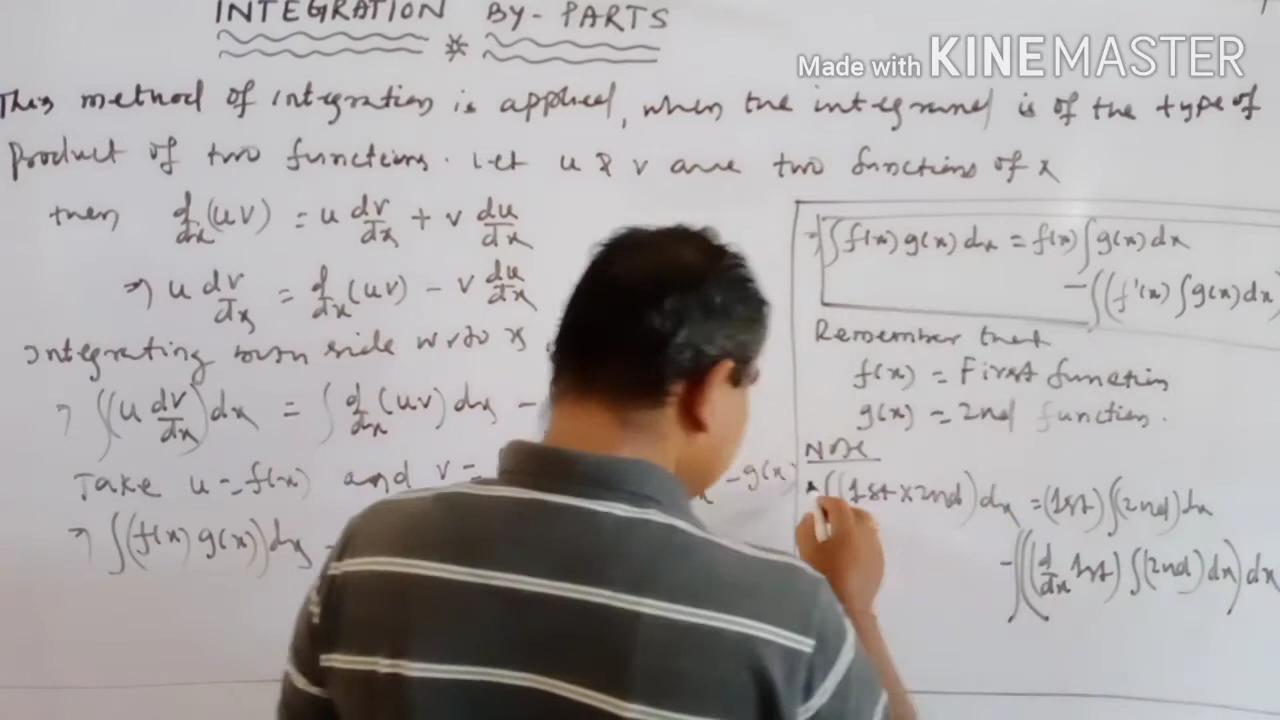 INTEGRATION BY-PARTS
Made with KINEMASTER
This method of integration is applied, when the integrand is of the type of
Product of two functions. Let u & v are two functions of x
then d/dx (uv) = u dv/dx + v du/dx
⇒ u dv/dx = d/dx (uv) - v du/dx
Integrating both side w r to x
⇒ ∫(u dv/dx) dx = ∫ d/dx (uv) dx -
Take u = f(x) and v = = g(x)
⇒ ∫(f(x) g(x)) dx
⇒ ∫ f(x) g(x) dx = f(x) ∫ g(x) dx
- ∫ (f'(x) ∫ g(x) dx
Remember that
f(x) = First function
g(x) = 2nd function.
Note
∫(1st x 2nd) dx = (1st) ∫ (2nd) dx
- ∫((d/dx 1st) ∫ (2nd) dx) dx